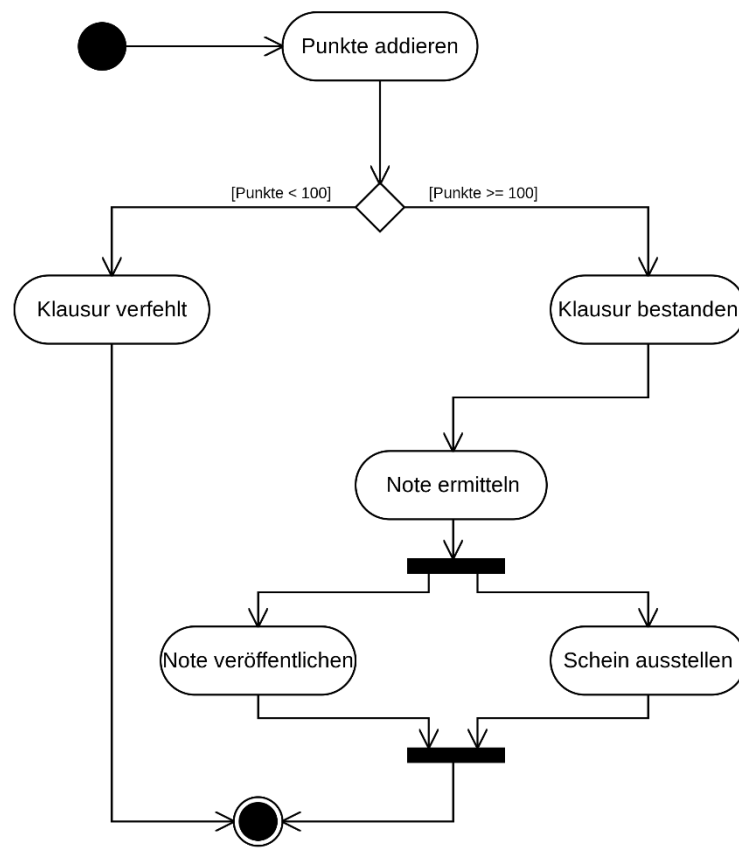 Punkte addieren
[Punkte < 100]
[Punkte >= 100]
Klausur verfehlt
Klausur bestanden
Note ermitteln
Note veröffentlichen
Schein ausstellen